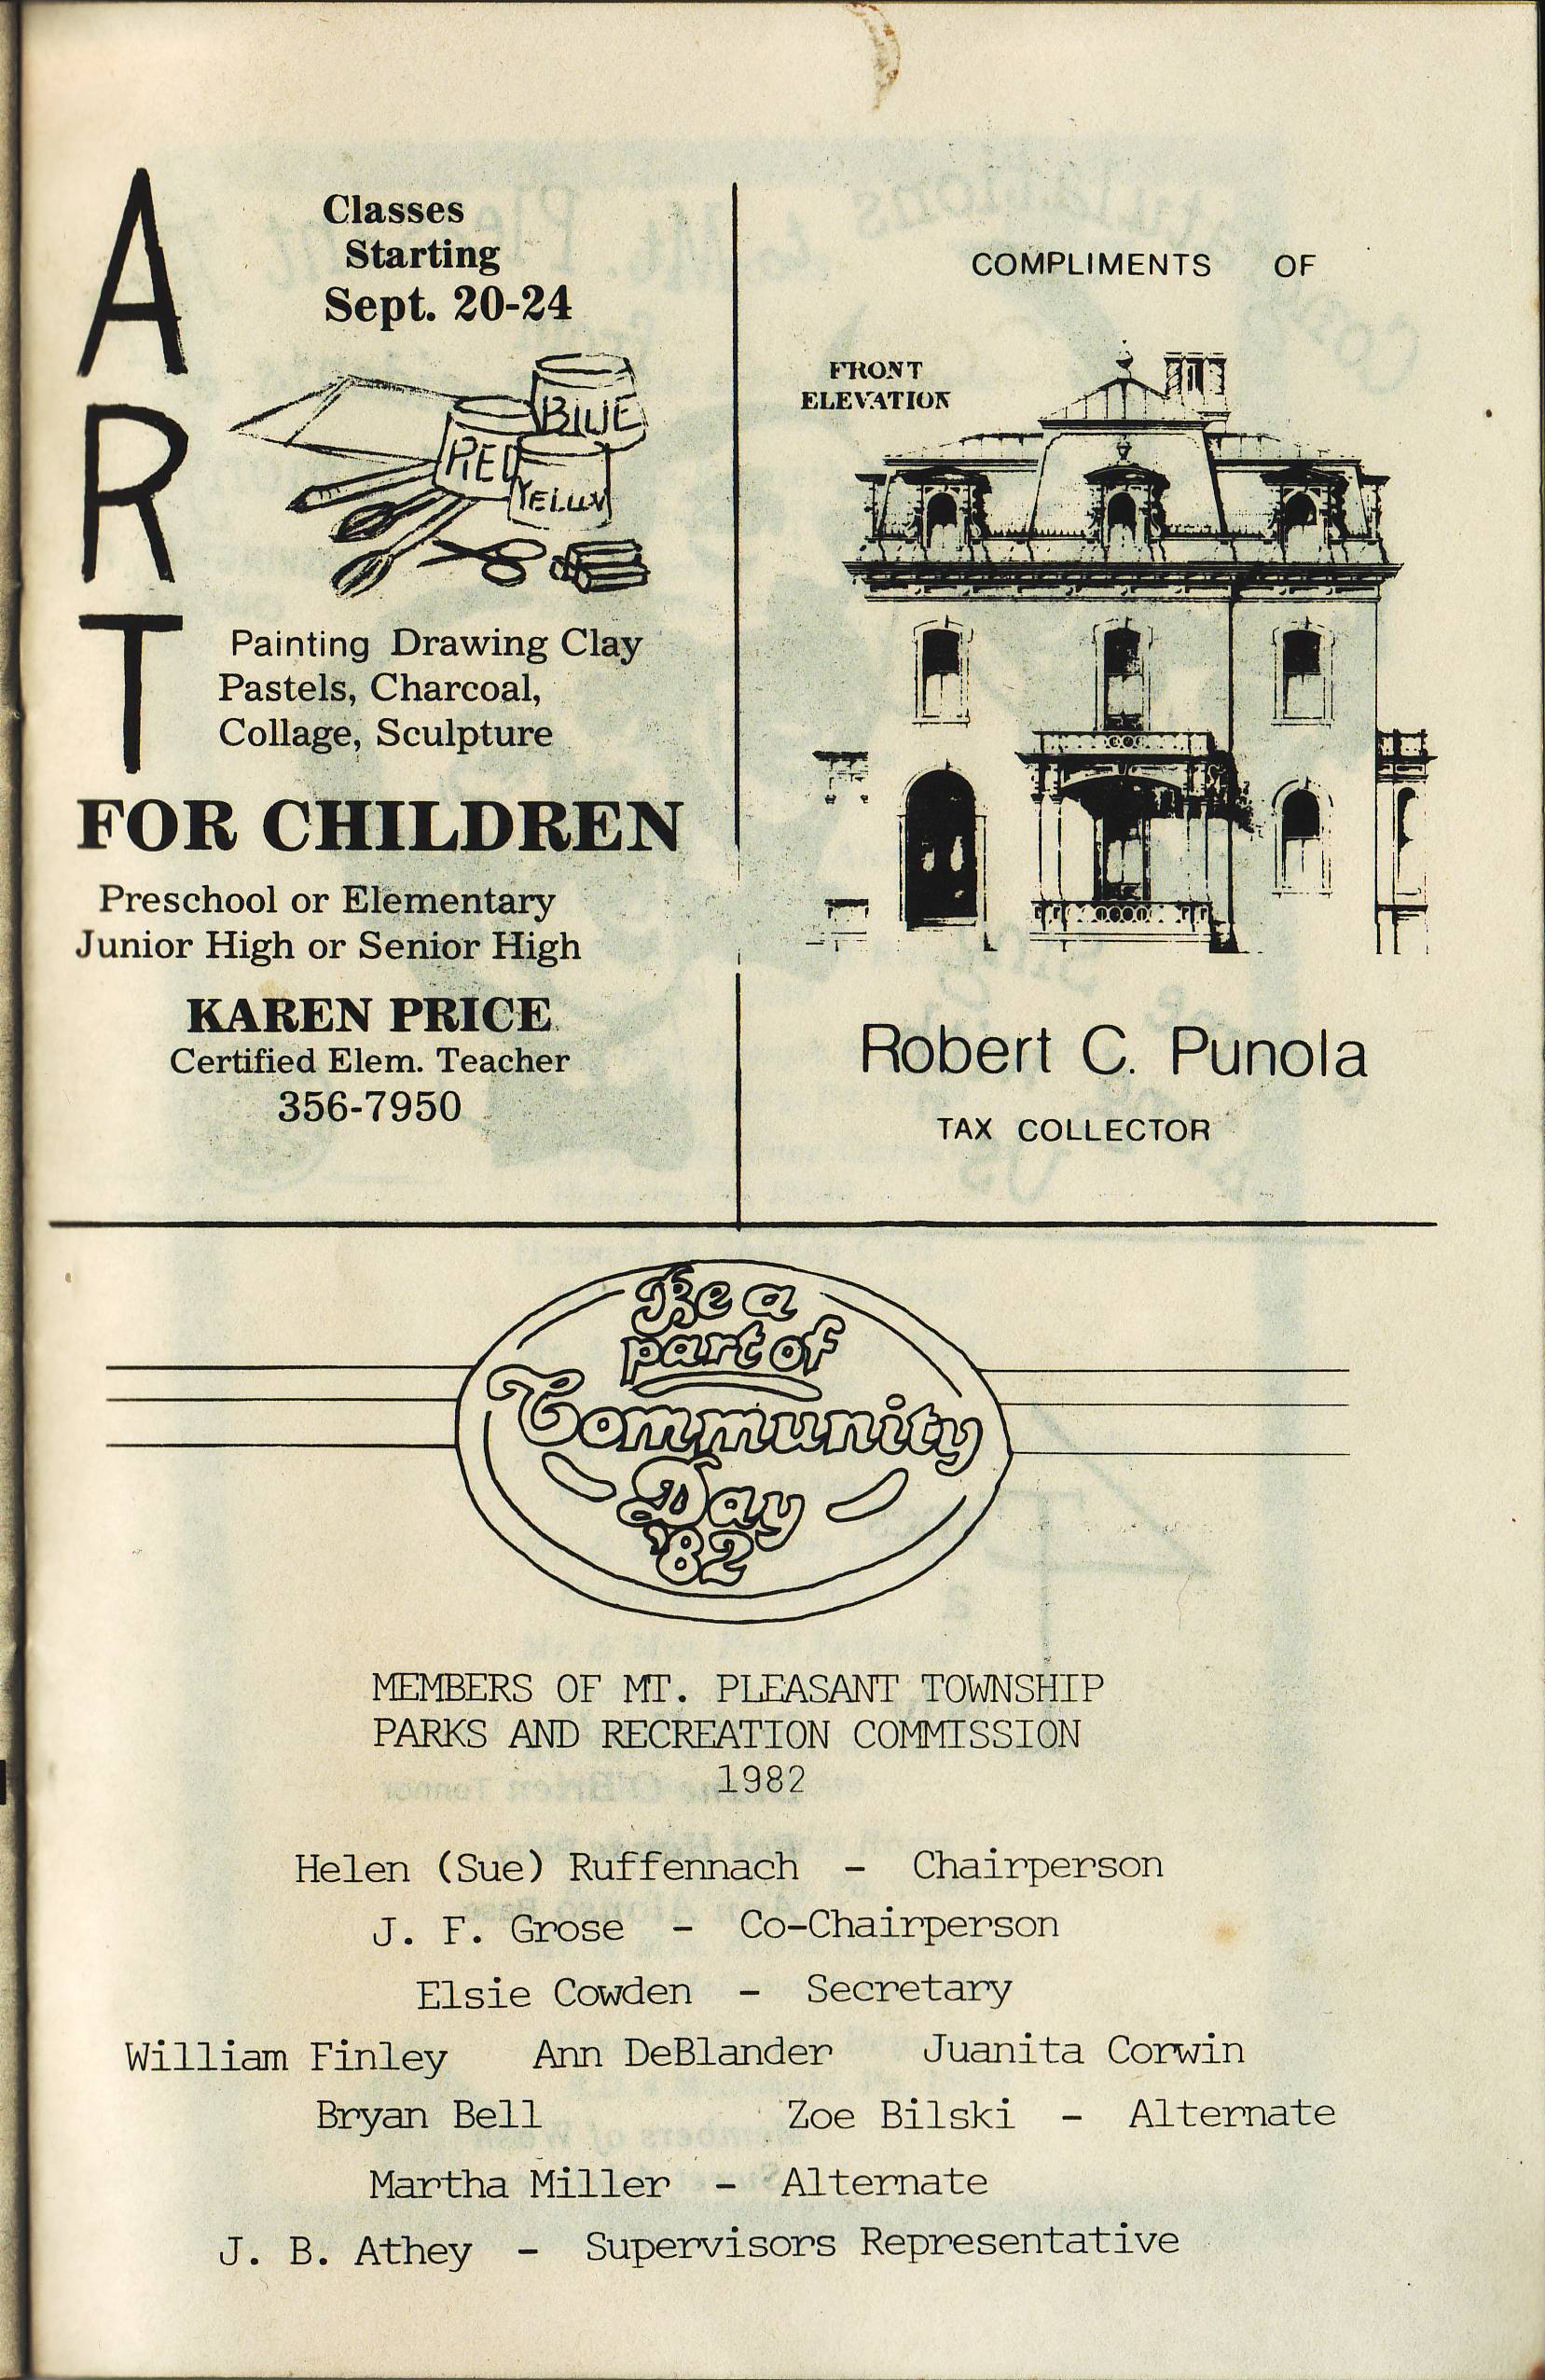 ART
Classes
Starting
Sept. 20-24
BLUE
RED
YELLOW
Painting Drawing Clay
Pastels, Charcoal,
Collage, Sculpture
FOR CHILDREN
Preschool or Elementary
Junior High or Senior High
KAREN PRICE
Certified Elem. Teacher
356-7950
COMPLIMENTS OF
FRONT
ELEVATION
Robert C. Punola
TAX COLLECTOR
Be a
part of
Community
Day
'82
MEMBERS OF MT. PLEASANT TOWNSHIP
PARKS AND RECREATION COMMISSION
1982
Helen (Sue) Ruffennach - Chairperson
J. F. Grose - Co-Chairperson
Elsie Cowden - Secretary
William Finley Ann DeBlander Juanita Corwin
Bryan Bell Zoe Bilski - Alternate
Martha Miller - Alternate
J. B. Athey - Supervisors Representative